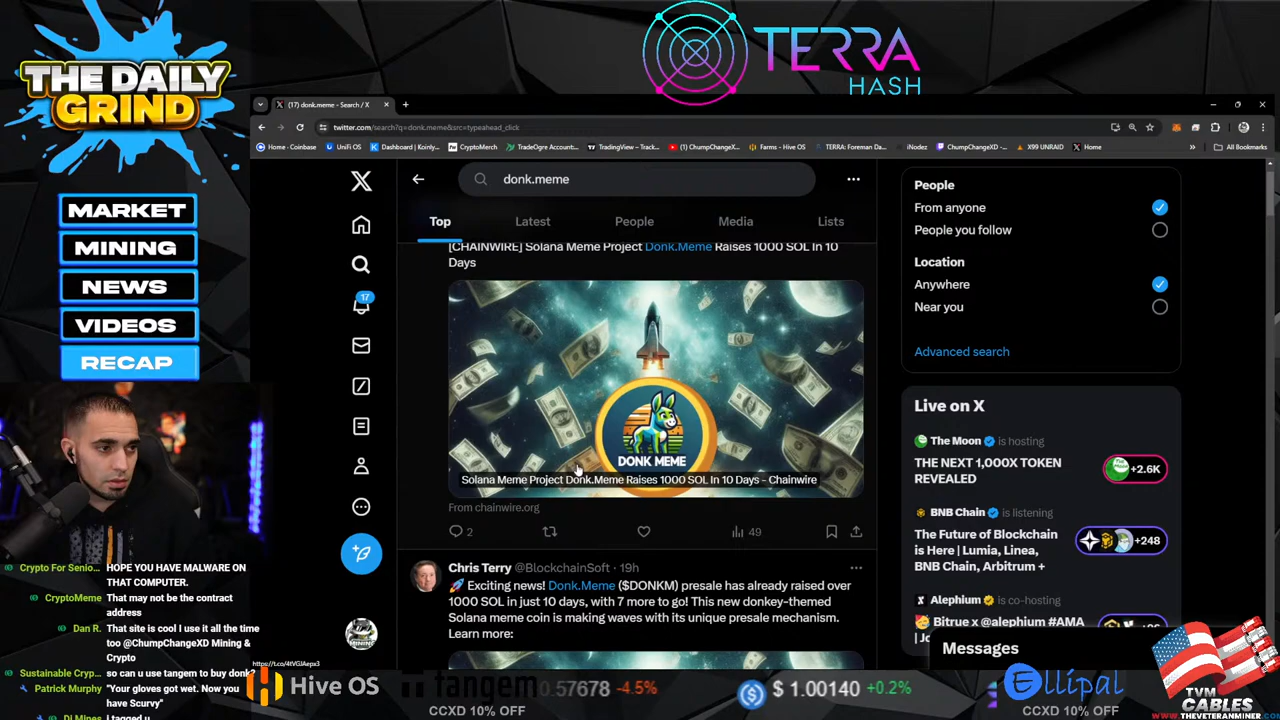 THE DAILY
GRIND
TERRA
HASH
MARKET
MINING
NEWS
VIDEOS
RECAP
(17) donk.meme - Search / X
twitter.com/search?q=donk.meme&src=typeahead_click
Home - Coinbase
UniFi OS
Dashboard | Koinly...
CryptoMerch
TradeOgre Account...
TradingView – Track...
(1) ChumpChangeX...
Farms - Hive OS
TERRA: Foreman Da...
iNodez
ChumpChangeXD -...
X99 UNRAID
Home
All Bookmarks
donk.meme
Top
Latest
People
Media
Lists
17
[CHAINWIRE] Solana Meme Project Donk.Meme Raises 1000 SOL In 10
Days
DONK MEME
Solana Meme Project Donk.Meme Raises 1000 SOL In 10 Days - Chainwire
From chainwire.org
2
49
Chris Terry @BlockchainSoft · 19h
🚀 Exciting news! Donk.Meme ($DONKM) presale has already raised over
1000 SOL in just 10 days, with 7 more to go! This new donkey-themed
Solana meme coin is making waves with its unique presale mechanism.
Learn more:
People
From anyone
People you follow
Location
Anywhere
Near you
Advanced search
Live on X
The Moon is hosting
THE NEXT 1,000X TOKEN
REVEALED
+2.6K
BNB Chain is listening
The Future of Blockchain
is Here | Lumia, Linea,
BNB Chain, Arbitrum +
+248
Alephium is co-hosting
Bitrue x @alephium #AMA
Messages
Crypto For Senio... HOPE YOU HAVE MALWARE ON
THAT COMPUTER.
CryptoMeme That may not be the contract
address
Dan R. That site is cool I use it all the time
too @ChumpChangeXD Mining &
Crypto
Sustainable Cryp... so can u use tangem to buy donk?
Patrick Murphy "Your gloves got wet. Now you
have Scurvy"
Dj Mines I tagged u
https://t.co/4tVGJAepx3
MINING
Hive OS
tangem
CCXD 10% OFF
0.57678 -4.5%
$ 1.00140 +0.2%
Ellipal
CCXD 10% OFF
TVM
CABLES
WWW.THEVETERANMINER.COM